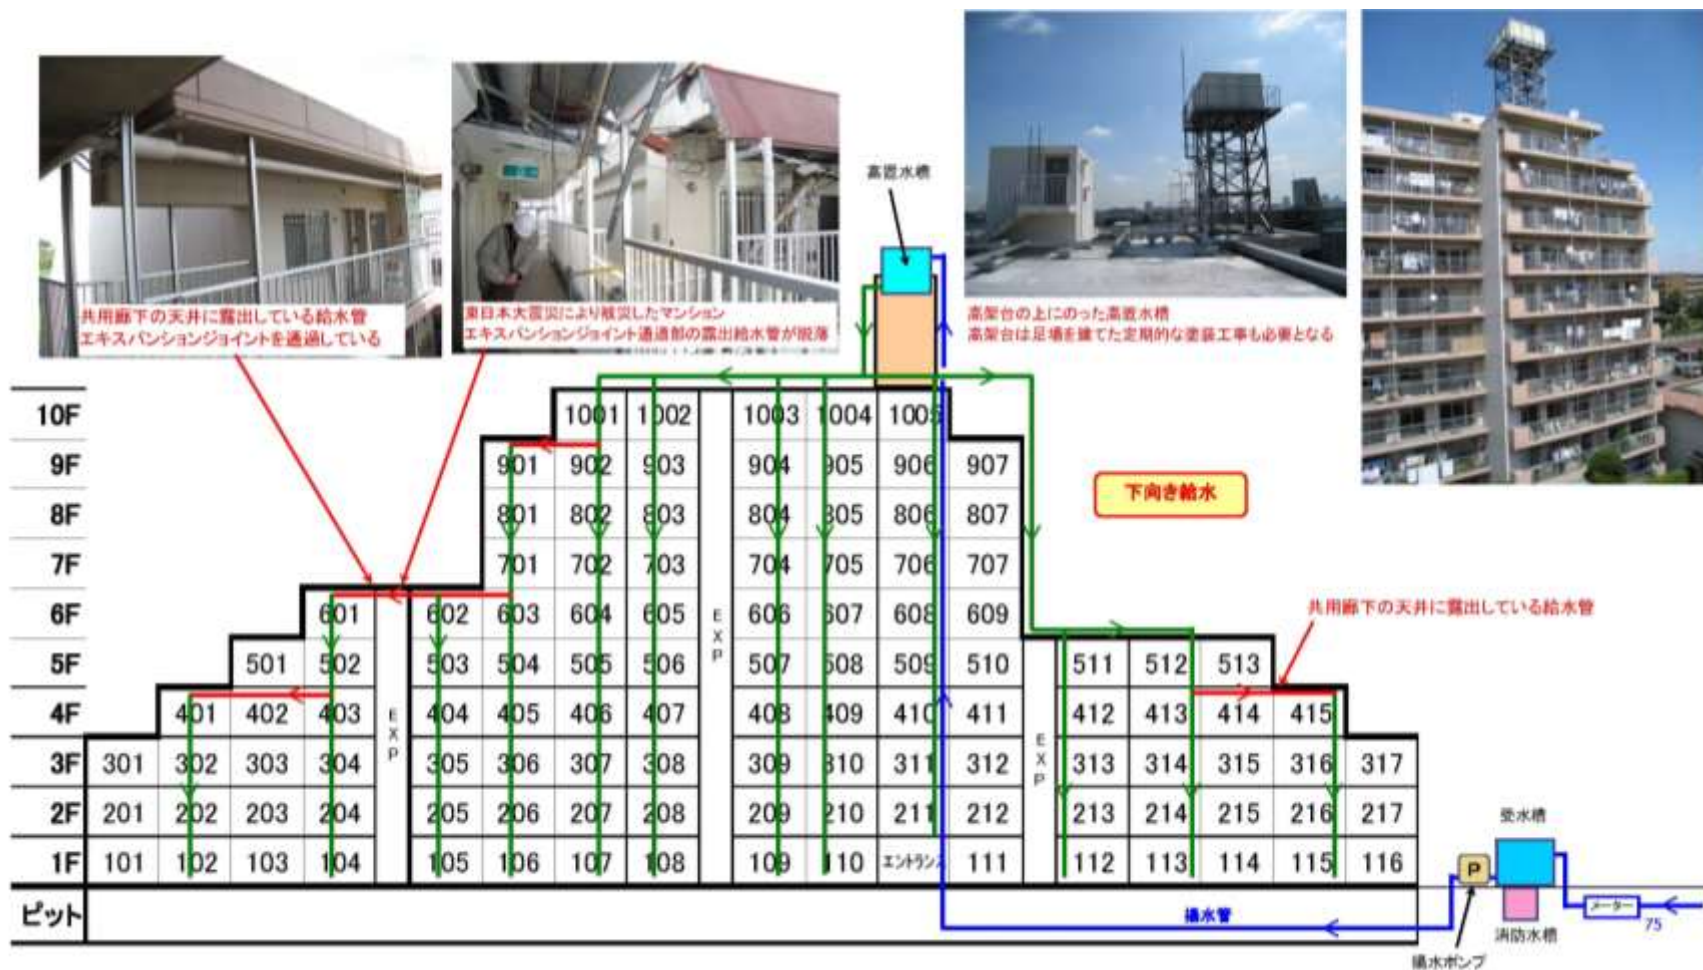 共用廊下の天井に露出している給水管
エキスパンションジョイントを通過している
東日本大震災により被災したマンション
エキスパンションジョイント通過部の露出給水管が脱落
高置水槽
高架台の上にのった高置水槽
高架台は足場を建てた定期的な塗装工事も必要となる
下向き給水
共用廊下の天井に露出している給水管
10F 1001 1002 1003 1004 1005
9F 901 902 903 904 905 906 907
8F 801 802 803 804 805 806 807
7F 701 702 703 704 705 706 707
6F 601 602 603 604 605 606 607 608 609
5F 501 502 503 504 505 506 507 508 509 510 511 512 513
4F 401 402 403 404 405 406 407 408 409 410 411 412 413 414 415
3F 301 302 303 304 305 306 307 308 309 310 311 312 313 314 315 316 317
2F 201 202 203 204 205 206 207 208 209 210 211 212 213 214 215 216 217
1F 101 102 103 104 105 106 107 108 109 110 エントランス 111 112 113 114 115 116
EXP
EXP
EXP
ピット
揚水管
受水槽
P
メーター
75
消防水槽
揚水ポンプ